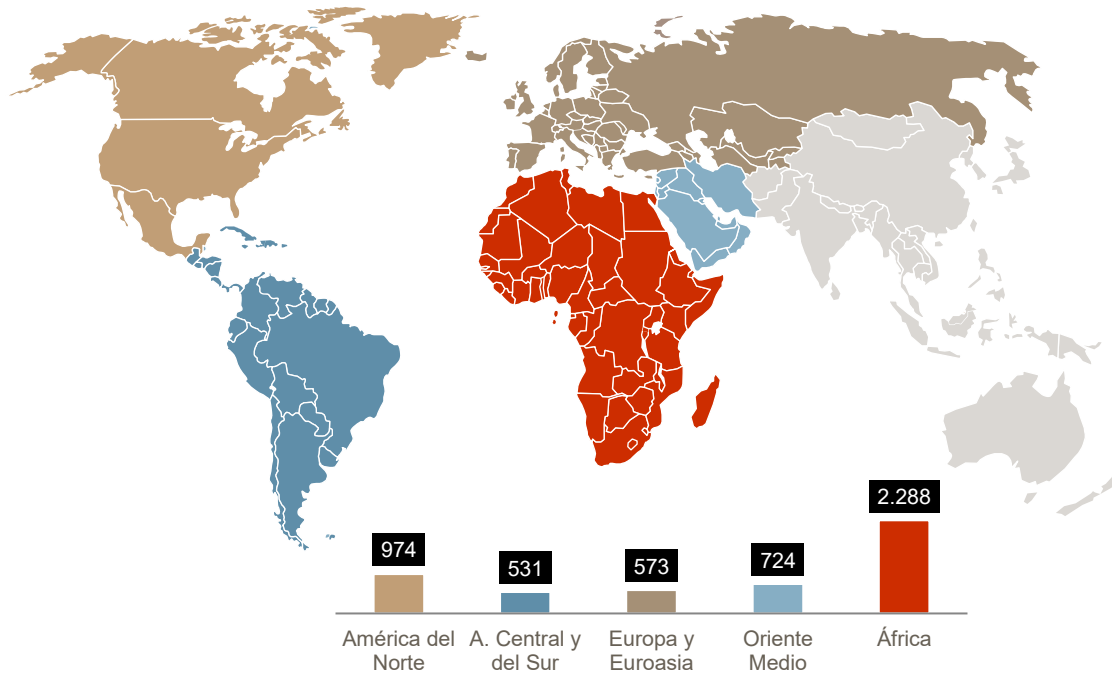 2.288
974
531
573
724
América del
Norte
A. Central y
del Sur
Europa y
Euroasia
Oriente
Medio
África